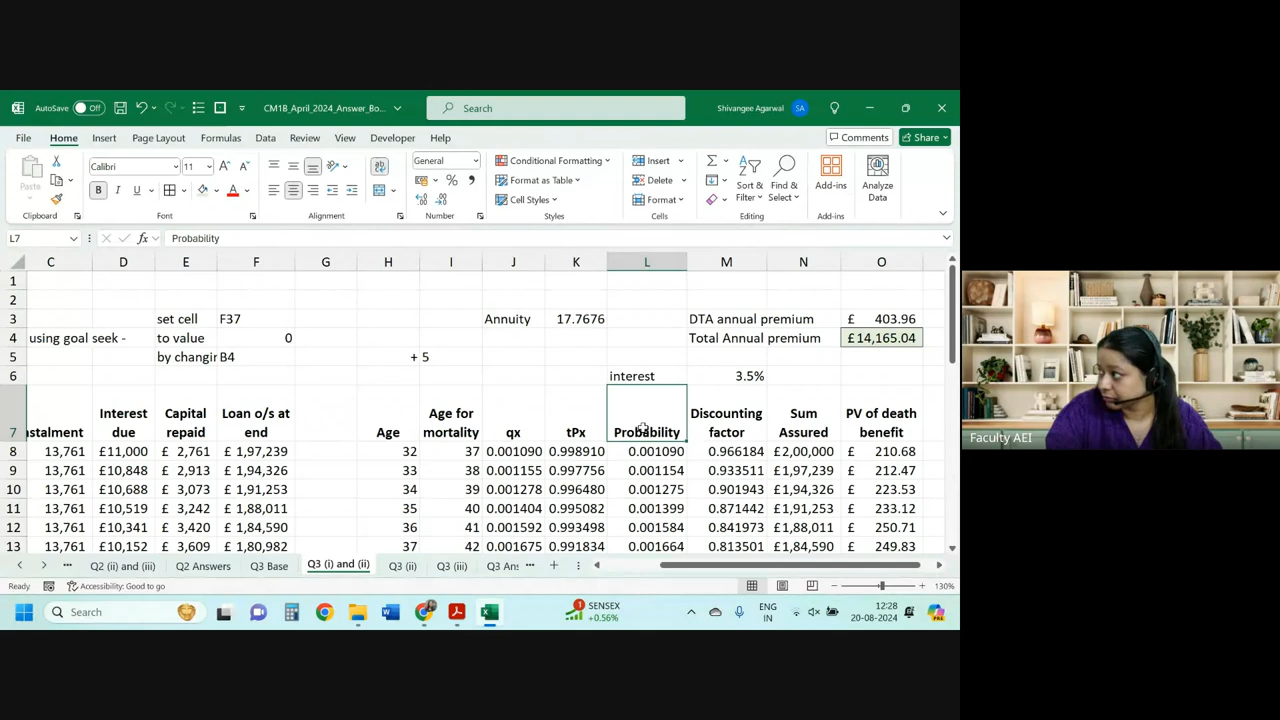 AutoSave Off CM1B_April_2024_Answer_Bo... Search Shivangee Agarwal SA
File Home Insert Page Layout Formulas Data Review View Developer Help Comments Share
Calibri 11 General Conditional Formatting Insert
Paste B I U A Format as Table Delete Sort & Filter Find & Select Add-ins Analyze Data
Cell Styles Format
Clipboard Font Alignment Number Styles Cells Editing Add-ins
L7 fx Probability
C D E F G H I J K L M N O
1
2
3 set cell F37 Annuity 17.7676 DTA annual premium £ 403.96
4 using goal seek - to value 0 Total Annual premium £14,165.04
5 by changin B4 + 5
6 interest 3.5%
7 nstalment Interest due Capital repaid Loan o/s at end Age Age for mortality qx tPx Probability Discounting factor Sum Assured PV of death benefit
8 13,761 £11,000 £ 2,761 £ 1,97,239 32 37 0.001090 0.998910 0.001090 0.966184 £2,00,000 £ 210.68
9 13,761 £10,848 £ 2,913 £ 1,94,326 33 38 0.001155 0.997756 0.001154 0.933511 £1,97,239 £ 212.47
10 13,761 £10,688 £ 3,073 £ 1,91,253 34 39 0.001278 0.996480 0.001275 0.901943 £1,94,326 £ 223.53
11 13,761 £10,519 £ 3,242 £ 1,88,011 35 40 0.001404 0.995082 0.001399 0.871442 £1,91,253 £ 233.12
12 13,761 £10,341 £ 3,420 £ 1,84,590 36 41 0.001592 0.993498 0.001584 0.841973 £1,88,011 £ 250.71
13 13,761 £10,152 £ 3,609 £ 1,80,982 37 42 0.001675 0.991834 0.001664 0.813501 £1,84,590 £ 249.83
Q2 (ii) and (iii) Q2 Answers Q3 Base Q3 (i) and (ii) Q3 (ii) Q3 (iii) Q3 Ans
Ready Accessibility: Good to go 130%
Search SENSEX +0.56% ENG IN 12:28 20-08-2024
Faculty AEI